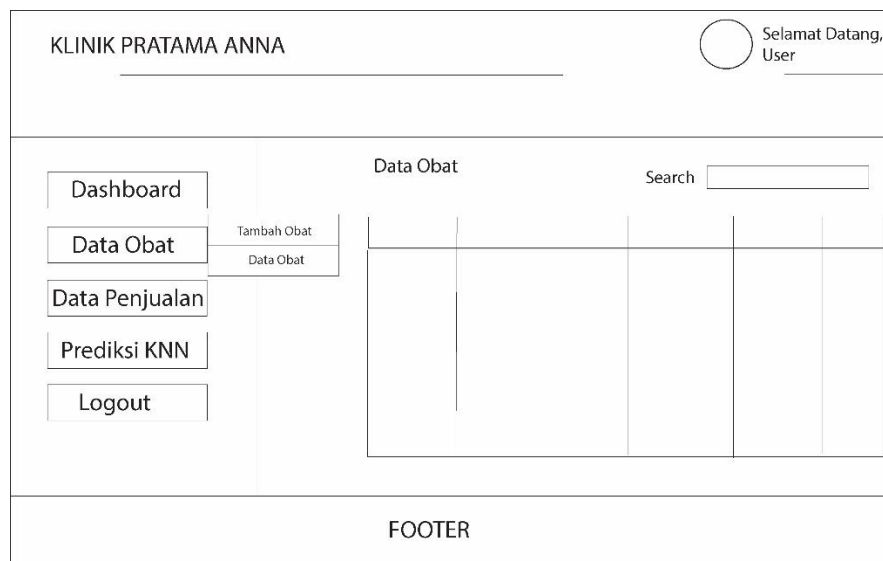 KLINIK PRATAMA ANNA
Selamat Datang,
User
Data Obat
Search
Dashboard
Data Obat
Tambah Obat
Data Obat
Data Penjualan
Prediksi KNN
Logout
FOOTER